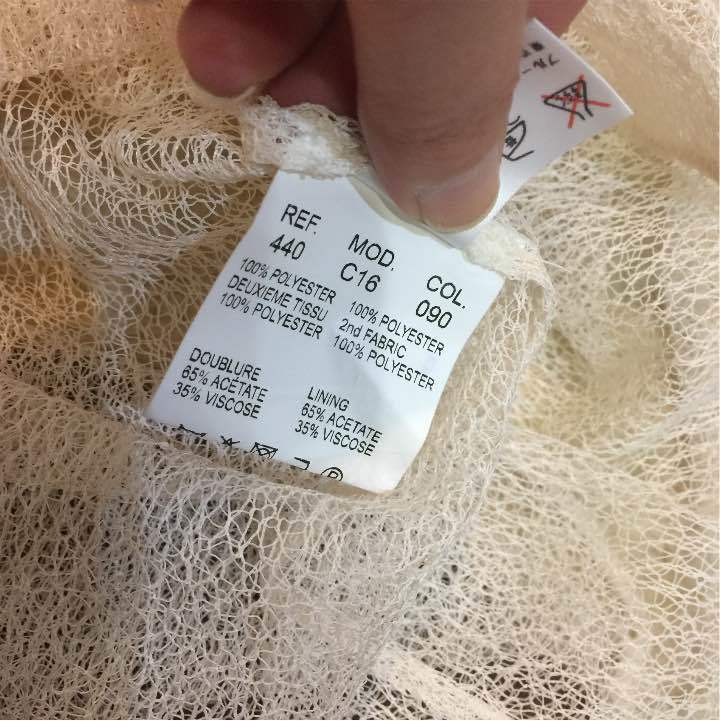 REF. MOD. COL.
440 C16 090
100% POLYESTER
DEUXIEME TISSU
100% POLYESTER
100% POLYESTER
2nd FABRIC
100% POLYESTER
DOUBLURE
65% ACÉTATE
35% VISCOSE
LINING
65% ACETATE
35% VISCOSE
P